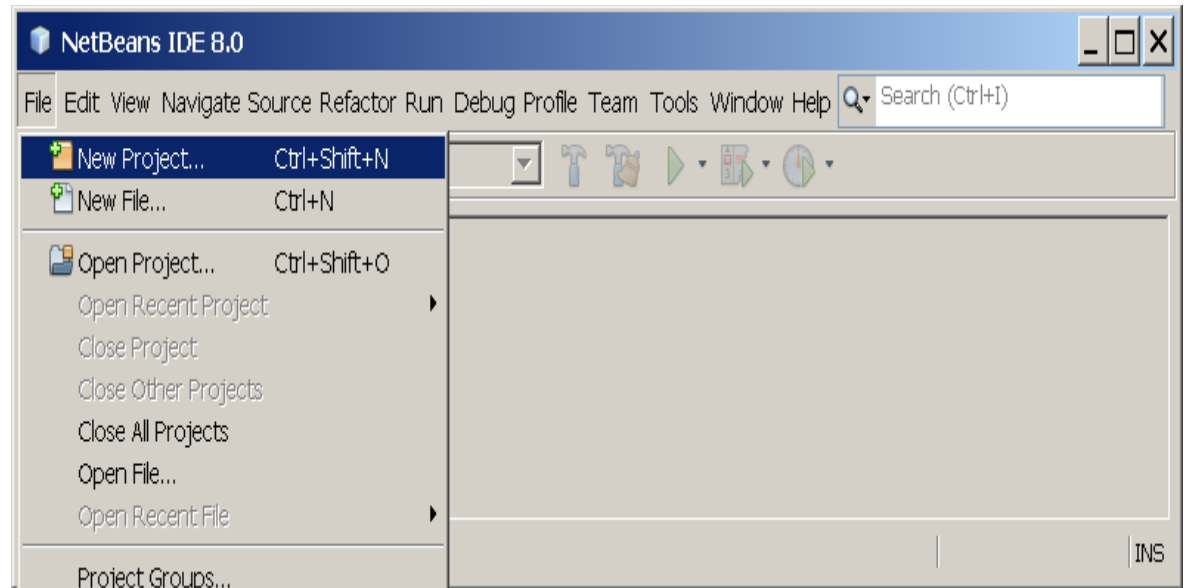 NetBeans IDE 8.0
File Edit View Navigate Source Refactor Run Debug Profile Team Tools Window Help Search (Ctrl+I)
New Project... Ctrl+Shift+N
New File... Ctrl+N
Open Project... Ctrl+Shift+O
Open Recent Project
Close Project
Close Other Projects
Close All Projects
Open File...
Open Recent File
INS
Project Groups...